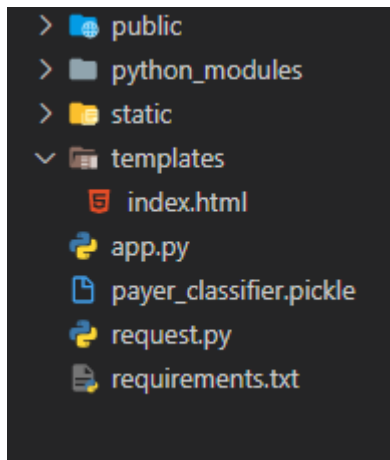 public
python_modules
static
templates
index.html
app.py
payer_classifier.pickle
request.py
requirements.txt